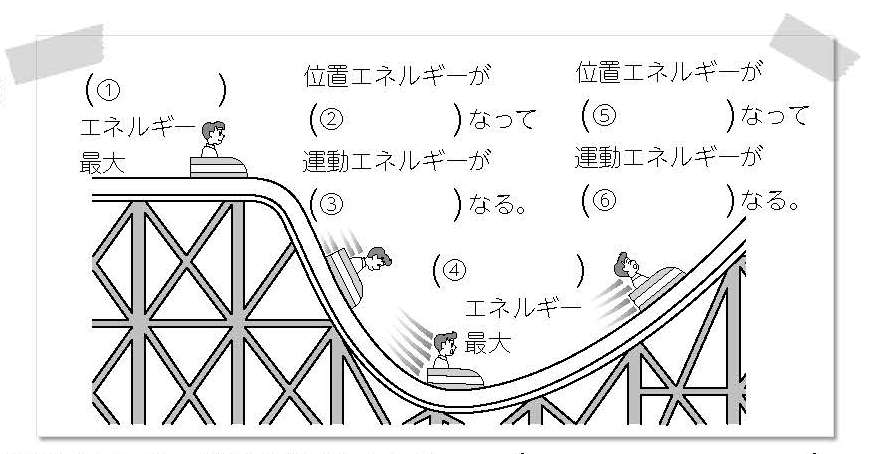 (① )
エネルギー
最大
位置エネルギーが
(② )なって
運動エネルギーが
(③ )なる。
(④ )
エネルギー
最大
位置エネルギーが
(⑤ )なって
運動エネルギーが
(⑥ )なる。